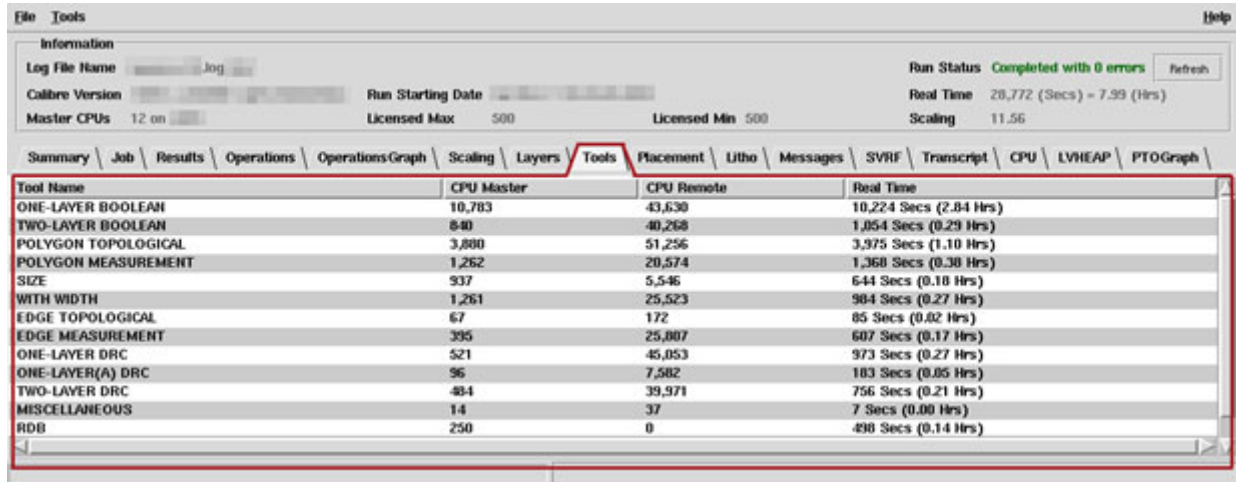 File Tools Help
Information
Log File Name .log Run Status Completed with 0 errors Refresh
Calibre Version Run Starting Date Real Time 28,772 (Secs) = 7.99 (Hrs)
Master CPUs 12 on Licensed Max 500 Licensed Min 500 Scaling 11.56
Summary Job Results Operations OperationsGraph Scaling Layers Tools Placement Litho Messages SVRF Transcript CPU LVHEAP PTOGraph
Tool Name CPU Master CPU Remote Real Time
ONE-LAYER BOOLEAN 10,783 43,630 10,224 Secs (2.84 Hrs)
TWO-LAYER BOOLEAN 840 40,268 1,054 Secs (0.29 Hrs)
POLYGON TOPOLOGICAL 3,880 51,256 3,975 Secs (1.10 Hrs)
POLYGON MEASUREMENT 1,262 20,574 1,368 Secs (0.38 Hrs)
SIZE 937 5,546 644 Secs (0.18 Hrs)
WITH WIDTH 1,261 25,523 984 Secs (0.27 Hrs)
EDGE TOPOLOGICAL 67 172 85 Secs (0.02 Hrs)
EDGE MEASUREMENT 395 25,807 607 Secs (0.17 Hrs)
ONE-LAYER DRC 521 45,053 973 Secs (0.27 Hrs)
ONE-LAYER(A) DRC 96 7,582 183 Secs (0.05 Hrs)
TWO-LAYER DRC 484 39,971 756 Secs (0.21 Hrs)
MISCELLANEOUS 14 37 7 Secs (0.00 Hrs)
RDB 250 0 498 Secs (0.14 Hrs)